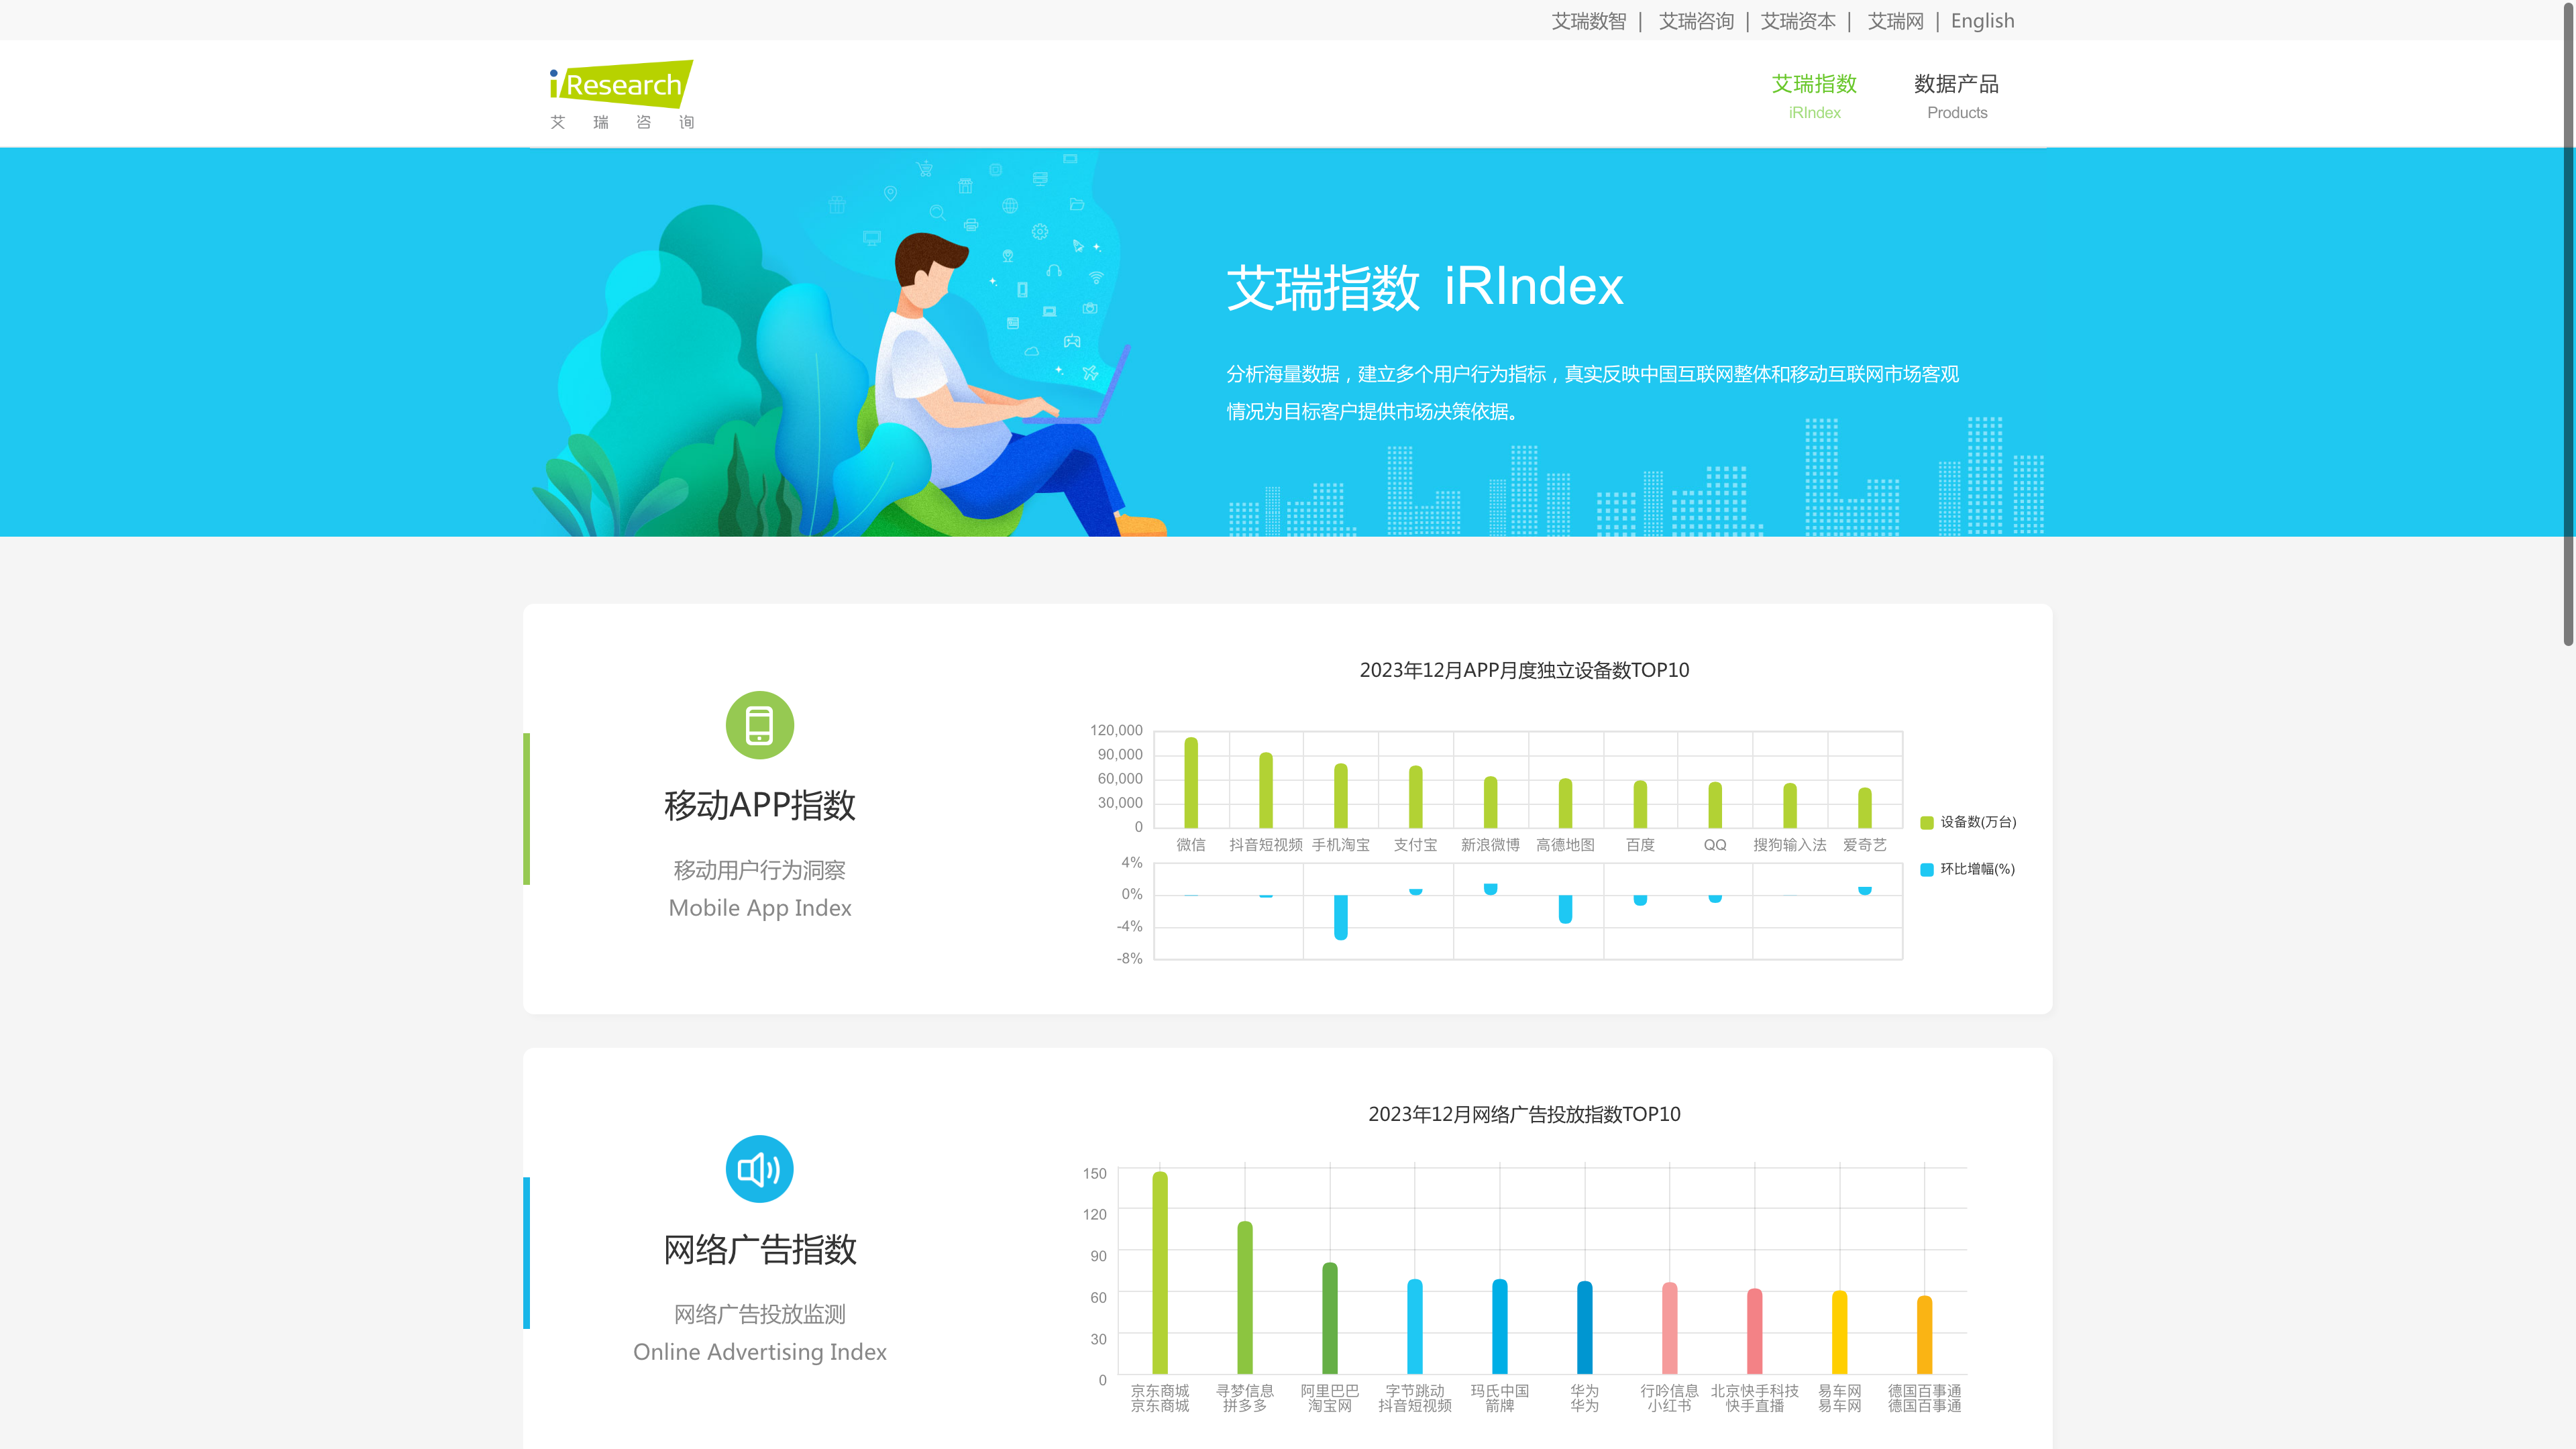 艾瑞数智 | 艾瑞咨询 | 艾瑞资本 | 艾瑞网 | English
iResearch
艾瑞咨询
艾瑞指数
iRIndex
数据产品
Products
艾瑞指数 iRIndex
分析海量数据，建立多个用户行为指标，真实反映中国互联网整体和移动互联网市场客观
情况为目标客户提供市场决策依据。
移动APP指数
移动用户行为洞察
Mobile App Index
2023年12月APP月度独立设备数TOP10
120,000
90,000
60,000
30,000
0
微信 抖音短视频 手机淘宝 支付宝 新浪微博 高德地图 百度 QQ 搜狗输入法 爱奇艺
4%
0%
-4%
-8%
设备数(万台)
环比增幅(%)
网络广告指数
网络广告投放监测
Online Advertising Index
2023年12月网络广告投放指数TOP10
150
120
90
60
30
0
京东商城 寻梦信息 阿里巴巴 字节跳动 玛氏中国 华为 行吟信息 北京快手科技 易车网 德国百事通
京东商城 拼多多 淘宝网 抖音短视频 箭牌 华为 小红书 快手直播 易车网 德国百事通